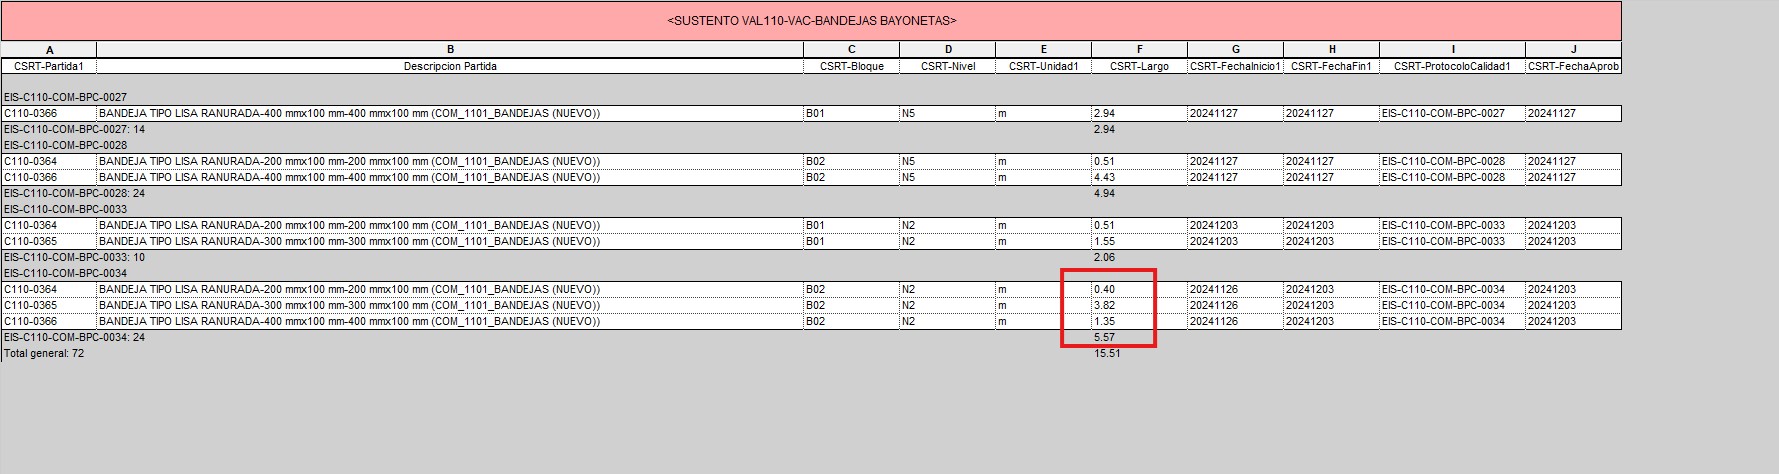 <SUSTENTO VAL110-VAC-BANDEJAS BAYONETAS>
A B C D E F G H I J
CSRT-Partida1 Descripcion Partida CSRT-Bloque CSRT-Nivel CSRT-Unidad1 CSRT-Largo CSRT-FechaInicio1 CSRT-FechaFin1 CSRT-ProtocoloCalidad1 CSRT-FechaAprob
EIS-C110-COM-BPC-0027
C110-0366 BANDEJA TIPO LISA RANURADA-400 mmx100 mm-400 mmx100 mm (COM_1101_BANDEJAS (NUEVO)) B01 N5 m 2.94 20241127 20241127 EIS-C110-COM-BPC-0027 20241127
EIS-C110-COM-BPC-0027: 14 2.94
EIS-C110-COM-BPC-0028
C110-0364 BANDEJA TIPO LISA RANURADA-200 mmx100 mm-200 mmx100 mm (COM_1101_BANDEJAS (NUEVO)) B02 N5 m 0.51 20241127 20241127 EIS-C110-COM-BPC-0028 20241127
C110-0366 BANDEJA TIPO LISA RANURADA-400 mmx100 mm-400 mmx100 mm (COM_1101_BANDEJAS (NUEVO)) B02 N5 m 4.43 20241127 20241127 EIS-C110-COM-BPC-0028 20241127
EIS-C110-COM-BPC-0028: 24 4.94
EIS-C110-COM-BPC-0033
C110-0364 BANDEJA TIPO LISA RANURADA-200 mmx100 mm-200 mmx100 mm (COM_1101_BANDEJAS (NUEVO)) B01 N2 m 0.51 20241203 20241203 EIS-C110-COM-BPC-0033 20241203
C110-0365 BANDEJA TIPO LISA RANURADA-300 mmx100 mm-300 mmx100 mm (COM_1101_BANDEJAS (NUEVO)) B01 N2 m 1.55 20241203 20241203 EIS-C110-COM-BPC-0033 20241203
EIS-C110-COM-BPC-0033: 10 2.06
EIS-C110-COM-BPC-0034
C110-0364 BANDEJA TIPO LISA RANURADA-200 mmx100 mm-200 mmx100 mm (COM_1101_BANDEJAS (NUEVO)) B02 N2 m 0.40 20241126 20241203 EIS-C110-COM-BPC-0034 20241203
C110-0365 BANDEJA TIPO LISA RANURADA-300 mmx100 mm-300 mmx100 mm (COM_1101_BANDEJAS (NUEVO)) B02 N2 m 3.82 20241126 20241203 EIS-C110-COM-BPC-0034 20241203
C110-0366 BANDEJA TIPO LISA RANURADA-400 mmx100 mm-400 mmx100 mm (COM_1101_BANDEJAS (NUEVO)) B02 N2 m 1.35 20241126 20241203 EIS-C110-COM-BPC-0034 20241203
EIS-C110-COM-BPC-0034: 24 5.57
Total general: 72 15.51